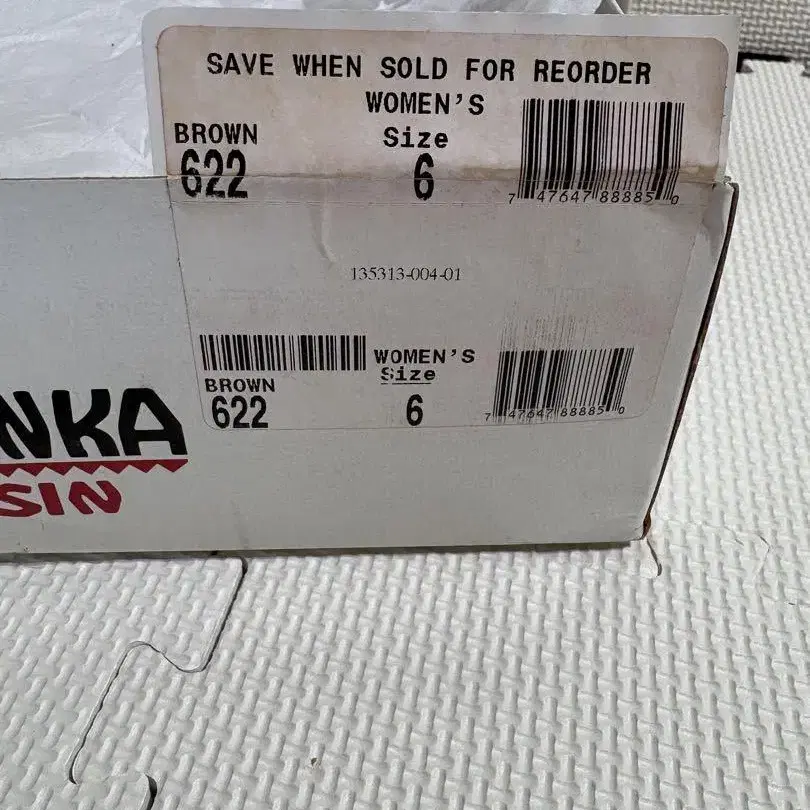 SAVE WHEN SOLD FOR REORDER
WOMEN'S
BROWN Size
622 6
7 47647 88885 0
135313-004-01
WOMEN'S
BROWN Size
622 6
7 47647 88885 0
NKA
SIN